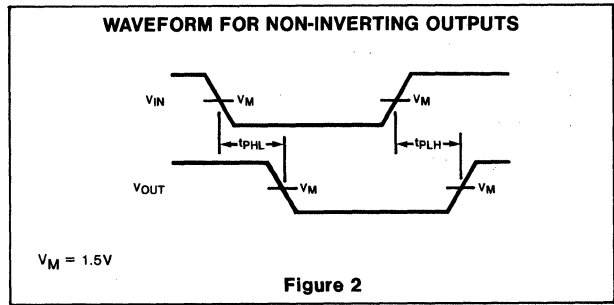 WAVEFORM FOR NON-INVERTING OUTPUTS
VIN
VM
VM
tPHL
tPLH
VOUT
VM
VM
VM = 1.5V
Figure 2